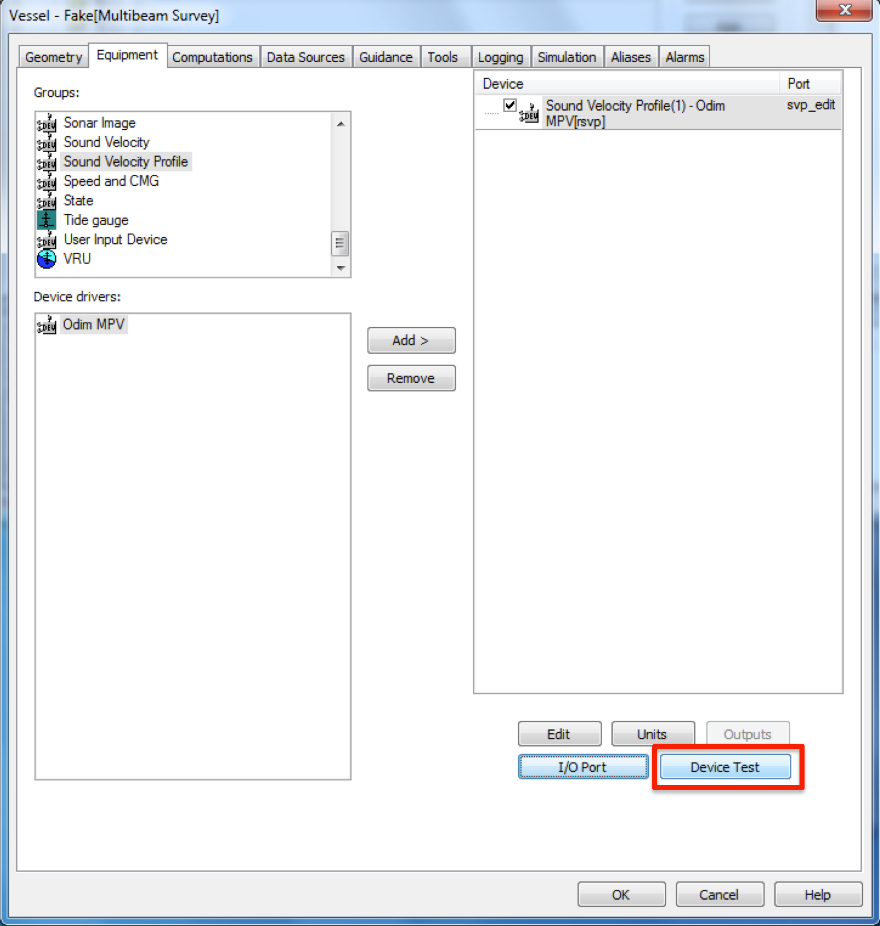 Vessel - Fake[Multibeam Survey]
Geometry Equipment Computations Data Sources Guidance Tools Logging Simulation Aliases Alarms
Groups:
Sonar Image
Sound Velocity
Sound Velocity Profile
Speed and CMG
State
Tide gauge
User Input Device
VRU
Device drivers:
Odim MPV
Add >
Remove
Device Port
Sound Velocity Profile(1) - Odim svp_edit
MPV[rsvp]
Edit Units Outputs
I/O Port Device Test
OK Cancel Help